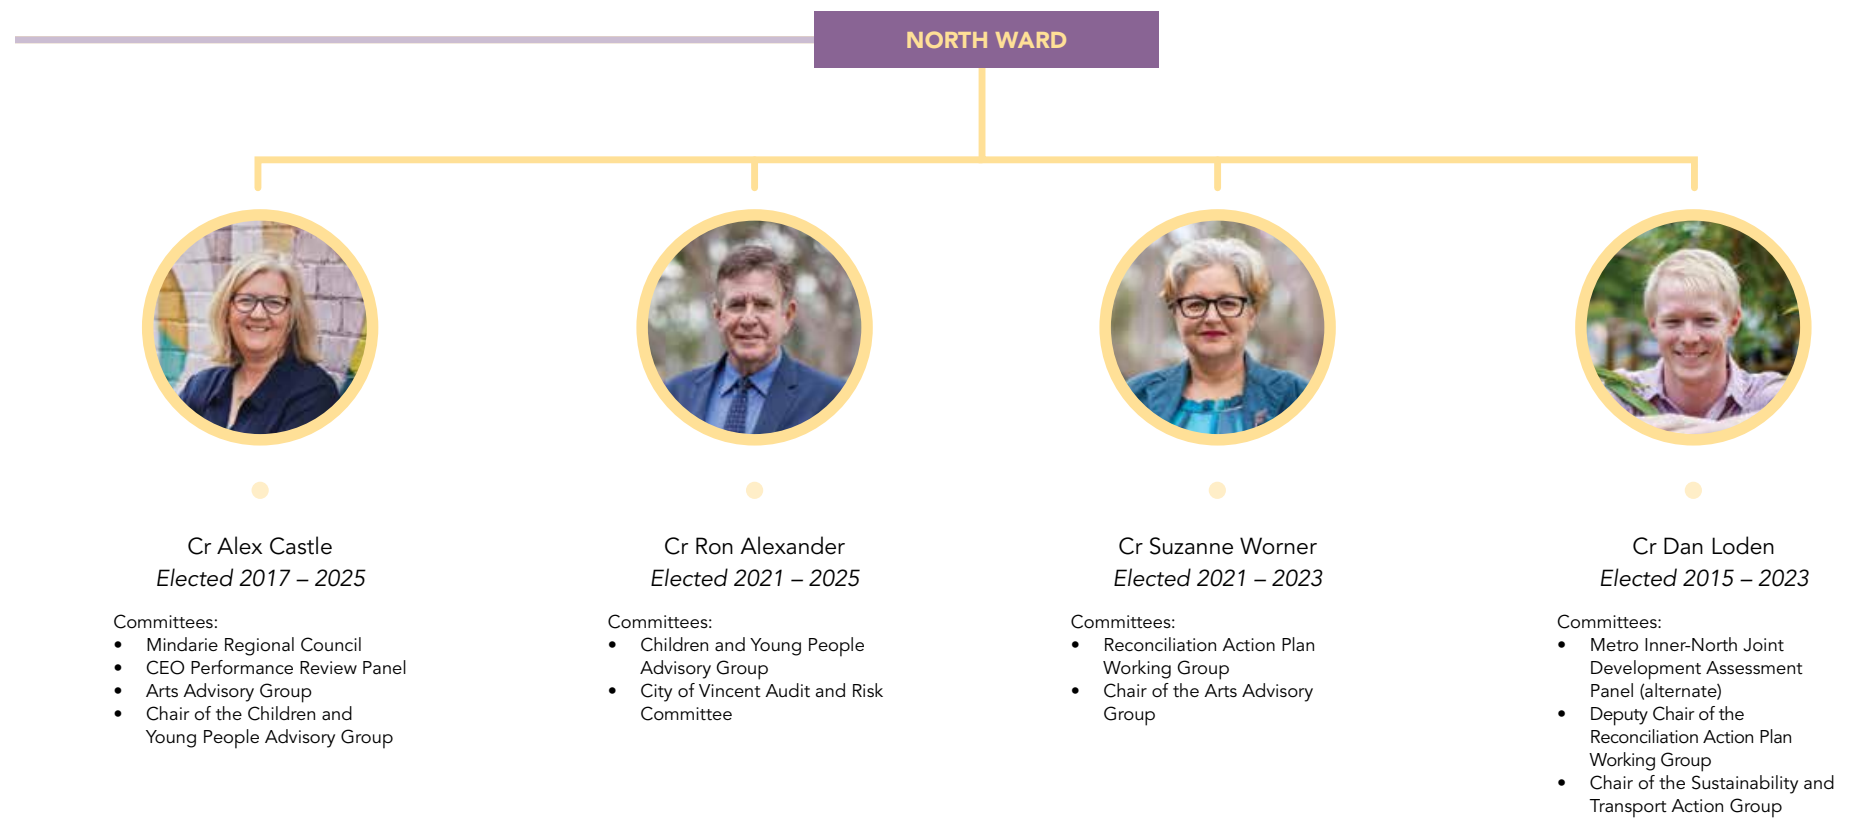 NORTH WARD
Cr Alex Castle
Elected 2017 – 2025
Committees:
• Mindarie Regional Council
• CEO Performance Review Panel
• Arts Advisory Group
• Chair of the Children and
Young People Advisory Group
Cr Ron Alexander
Elected 2021 – 2025
Committees:
• Children and Young People
Advisory Group
• City of Vincent Audit and Risk
Committee
Cr Suzanne Worner
Elected 2021 – 2023
Committees:
• Reconciliation Action Plan
Working Group
• Chair of the Arts Advisory
Group
Cr Dan Loden
Elected 2015 – 2023
Committees:
• Metro Inner-North Joint
Development Assessment
Panel (alternate)
• Deputy Chair of the
Reconciliation Action Plan
Working Group
• Chair of the Sustainability and
Transport Action Group